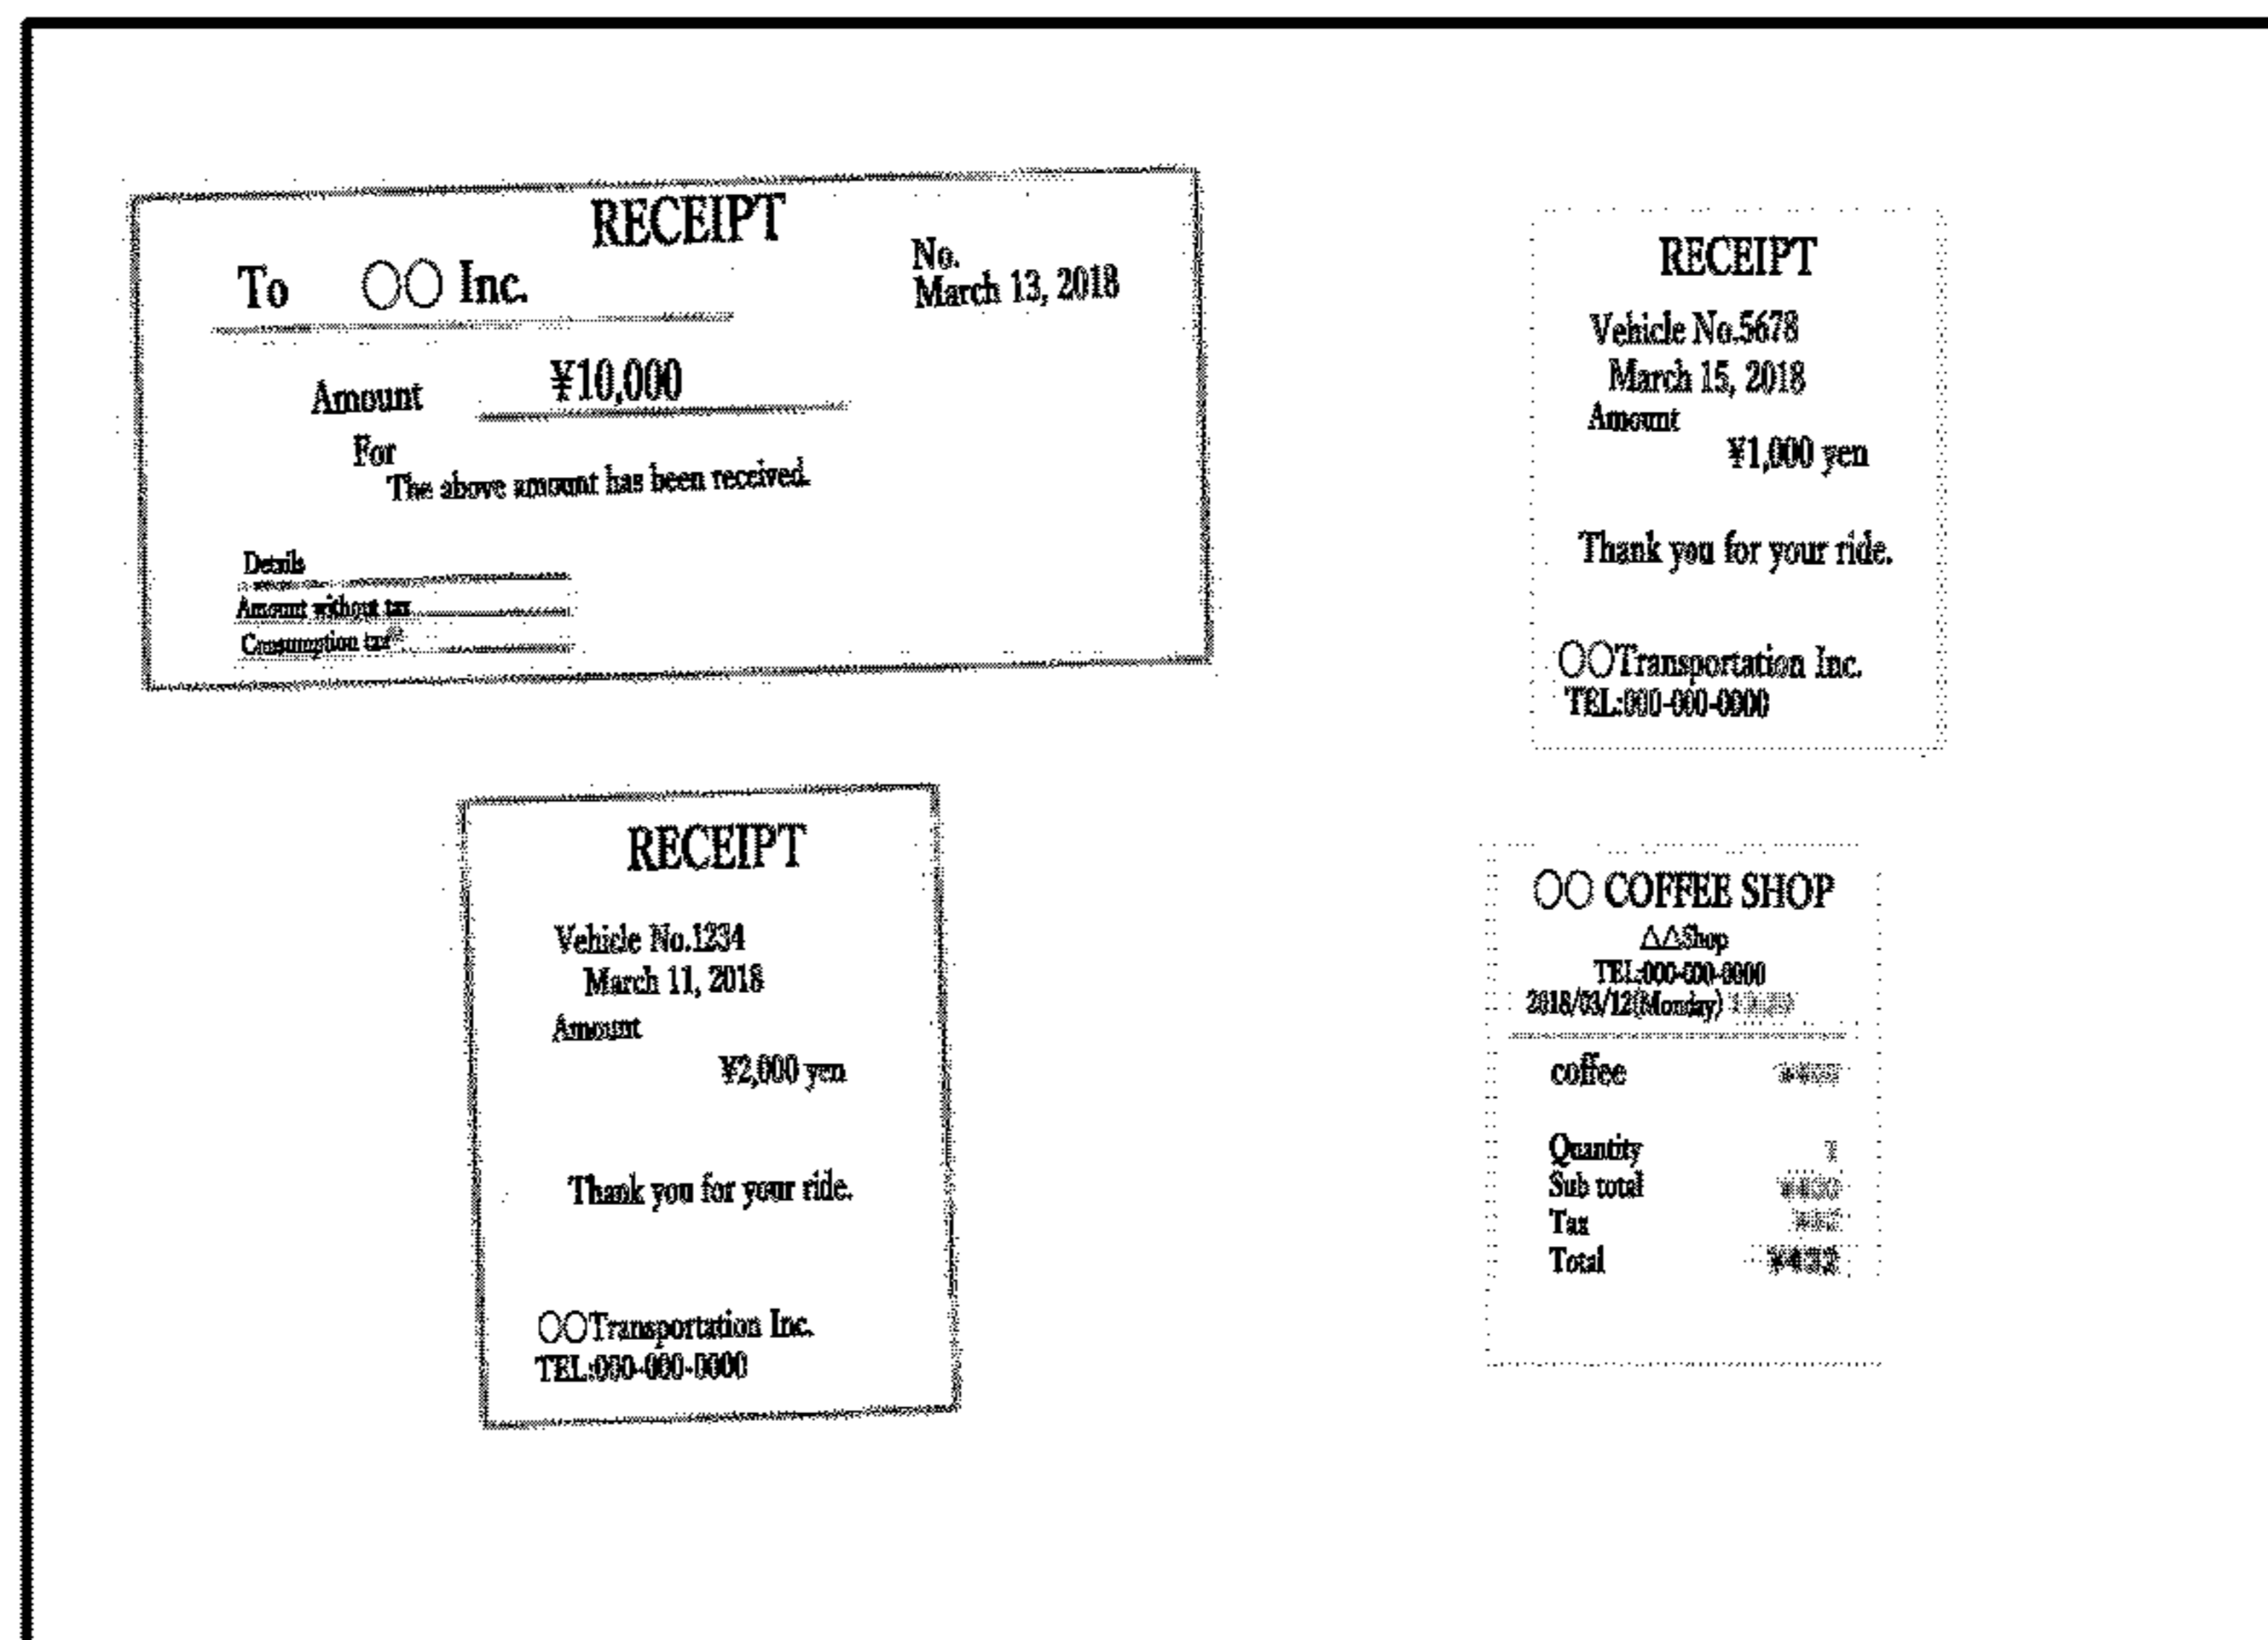 RECEIPT
To ○○ Inc.
No.
March 13, 2018
Amount ¥10,000
For
The above amount has been received.
Details
Amount without tax
Consumption tax
RECEIPT
Vehicle No.5678
March 15, 2018
Amount
¥1,000 yen
Thank you for your ride.
○○Transportation Inc.
TEL:000-000-0000
RECEIPT
Vehicle No.1234
March 11, 2018
Amount
¥2,000 yen
Thank you for your ride.
○○Transportation Inc.
TEL:000-000-0000
○○ COFFEE SHOP
△△Shop
TEL:000-000-0000
2018/03/12(Monday)
coffee
Quantity 1
Sub total
Tax
Total ¥432